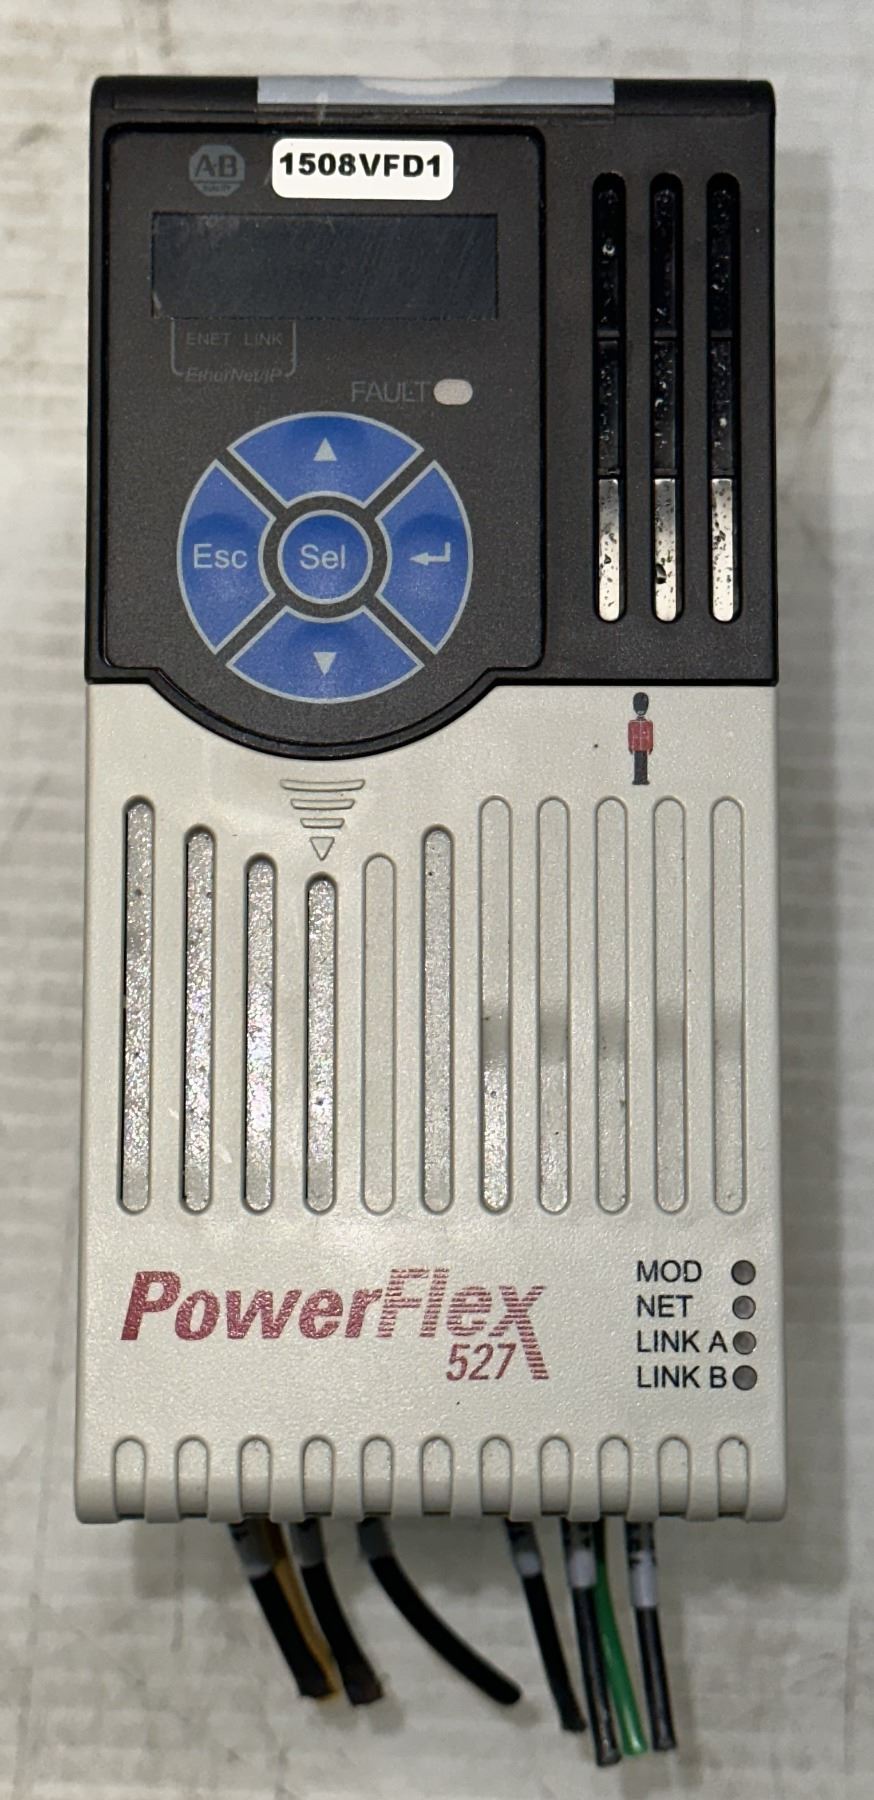 A-B
1508VFD1
ENET LINK
EtherNet/IP
FAULT
Esc
Sel
PowerFlex
527
MOD
NET
LINK A
LINK B